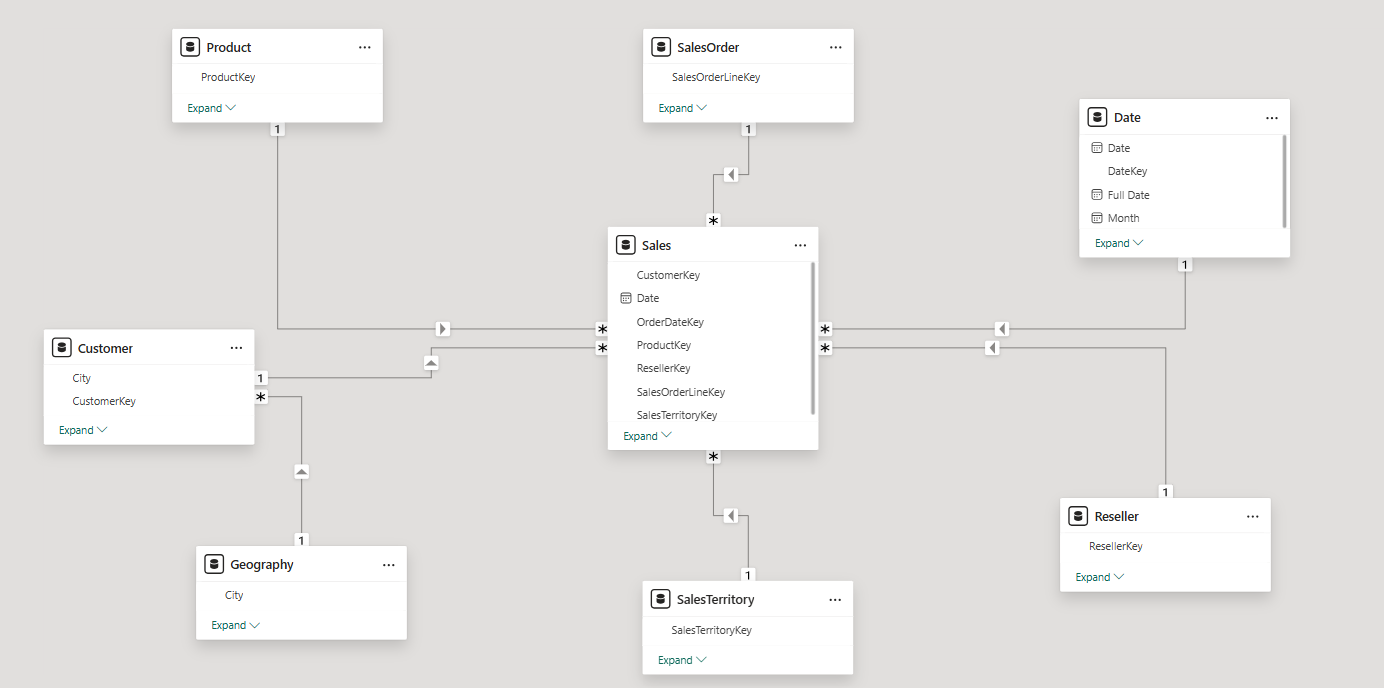 Product
ProductKey
Expand
1
SalesOrder
SalesOrderLineKey
Expand
1
*
Date
Date
DateKey
Full Date
Month
Expand
1
Sales
CustomerKey
Date
OrderDateKey
ProductKey
ResellerKey
SalesOrderLineKey
SalesTerritoryKey
Expand
*
*
*
*
*
Customer
City
CustomerKey
Expand
1
*
Geography
City
Expand
1
SalesTerritory
SalesTerritoryKey
Expand
1
Reseller
ResellerKey
Expand
1